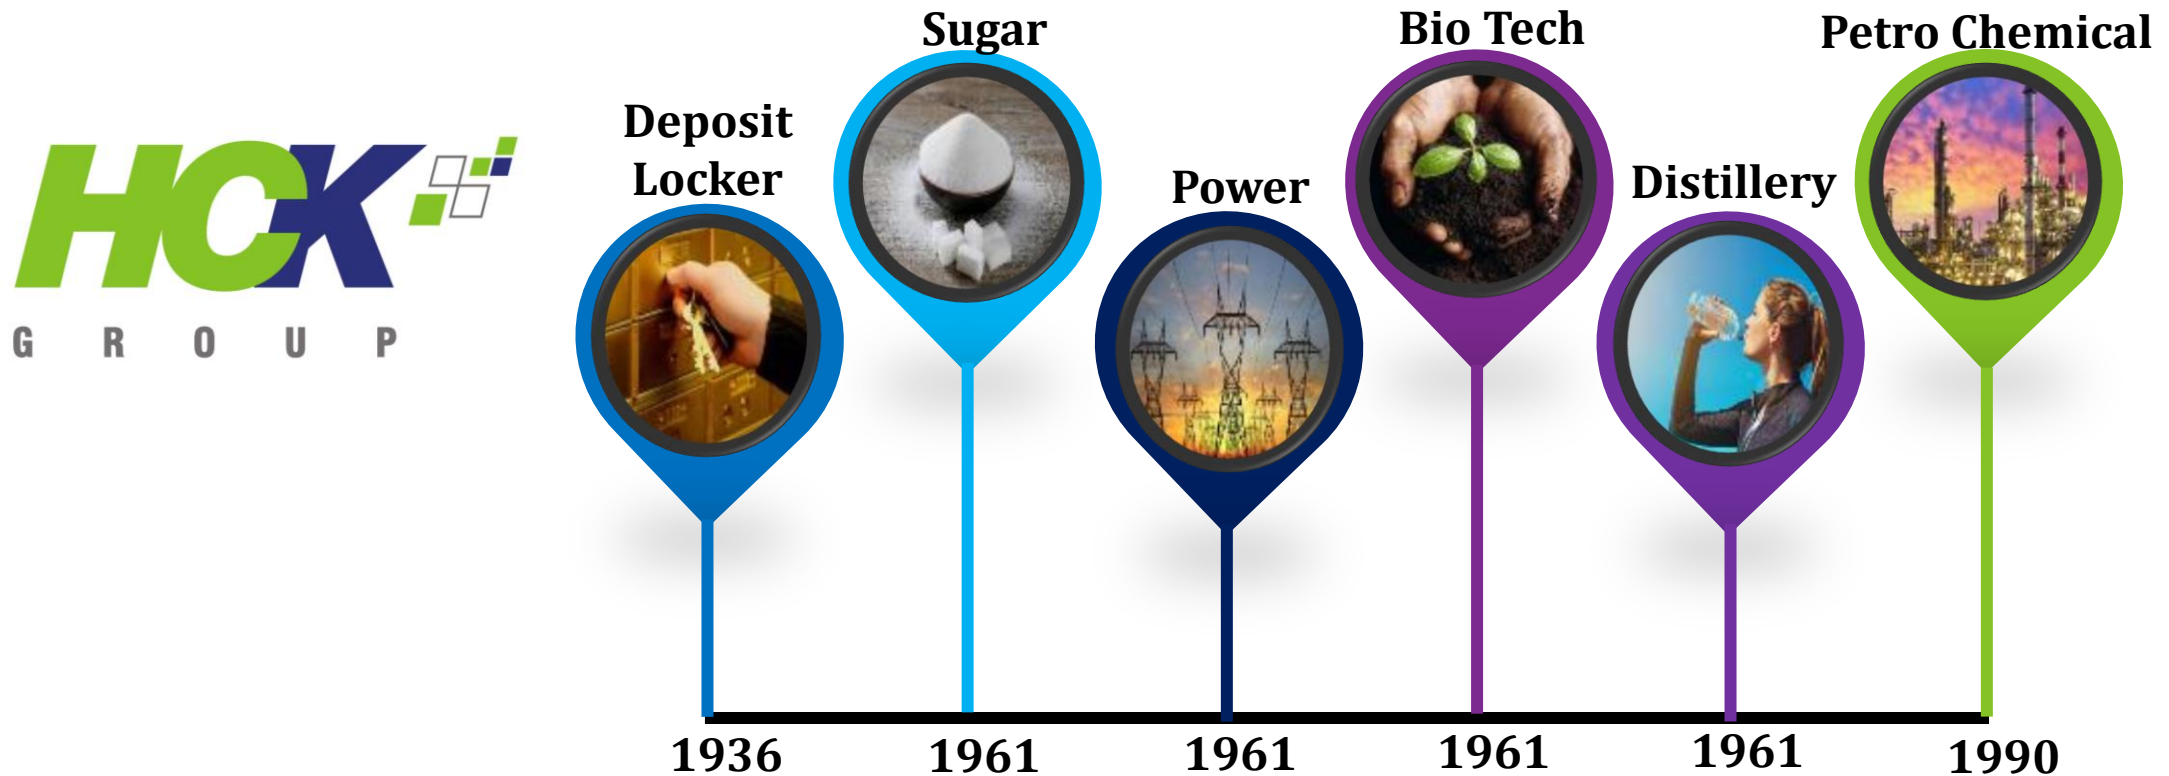 HCK
GROUP
Deposit
Locker
Sugar
Power
Bio Tech
Distillery
Petro Chemical
1936
1961
1961
1961
1961
1990